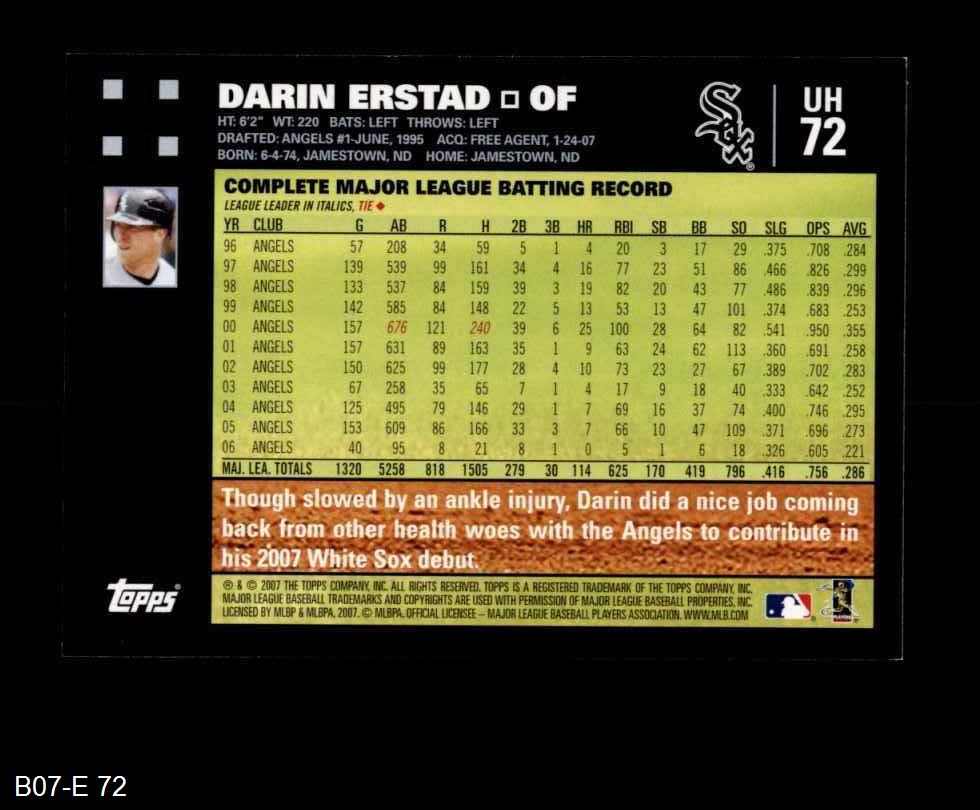 DARIN ERSTAD □ OF
HT: 6'2" WT: 220 BATS: LEFT THROWS: LEFT
DRAFTED: ANGELS #1-JUNE, 1995 ACQ: FREE AGENT, 1-24-07
BORN: 6-4-74, JAMESTOWN, ND HOME: JAMESTOWN, ND
Sox
®
UH
72
COMPLETE MAJOR LEAGUE BATTING RECORD
LEAGUE LEADER IN ITALICS, TIE ◆
YR CLUB G AB R H 2B 3B HR RBI SB BB SO SLG OPS AVG
96 ANGELS 57 208 34 59 5 1 4 20 3 17 29 .375 .708 .284
97 ANGELS 139 539 99 161 34 4 16 77 23 51 86 .466 .826 .299
98 ANGELS 133 537 84 159 39 3 19 82 20 43 77 .486 .839 .296
99 ANGELS 142 585 84 148 22 5 13 53 13 47 101 .374 .683 .253
00 ANGELS 157 676 121 240 39 6 25 100 28 64 82 .541 .950 .355
01 ANGELS 157 631 89 163 35 1 9 63 24 62 113 .360 .691 .258
02 ANGELS 150 625 99 177 28 4 10 73 23 27 67 .389 .702 .283
03 ANGELS 67 258 35 65 7 1 4 17 9 18 40 .333 .642 .252
04 ANGELS 125 495 79 146 29 1 7 69 16 37 74 .400 .746 .295
05 ANGELS 153 609 86 166 33 3 7 66 10 47 109 .371 .696 .273
06 ANGELS 40 95 8 21 8 1 0 5 1 6 18 .326 .605 .221
MAJ. LEA. TOTALS 1320 5258 818 1505 279 30 114 625 170 419 796 .416 .756 .286
Though slowed by an ankle injury, Darin did a nice job coming
back from other health woes with the Angels to contribute in
his 2007 White Sox debut.
Topps®
® & © 2007 THE TOPPS COMPANY, INC. ALL RIGHTS RESERVED. TOPPS IS A REGISTERED TRADEMARK OF THE TOPPS COMPANY, INC.
MAJOR LEAGUE BASEBALL TRADEMARKS AND COPYRIGHTS ARE USED WITH PERMISSION OF MAJOR LEAGUE BASEBALL PROPERTIES, INC.
LICENSED BY MLBP & MLBPA, 2007. © MLBPA. OFFICIAL LICENSEE – MAJOR LEAGUE BASEBALL PLAYERS ASSOCIATION. WWW.MLB.COM
B07-E 72